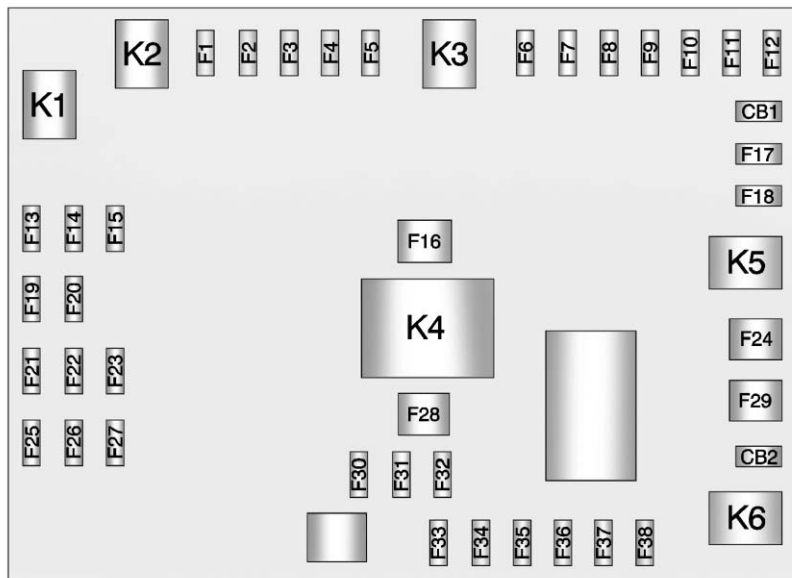 K2 F1 F2 F3 F4 F5 K3 F6 F7 F8 F9 F10 F11 F12
K1
CB1
F17
F18
F13 F14 F15
F16
K5
F19 F20
K4
F24
F21 F22 F23
F29
F28
F25 F26 F27
CB2
F30 F31 F32
K6
F33 F34 F35 F36 F37 F38